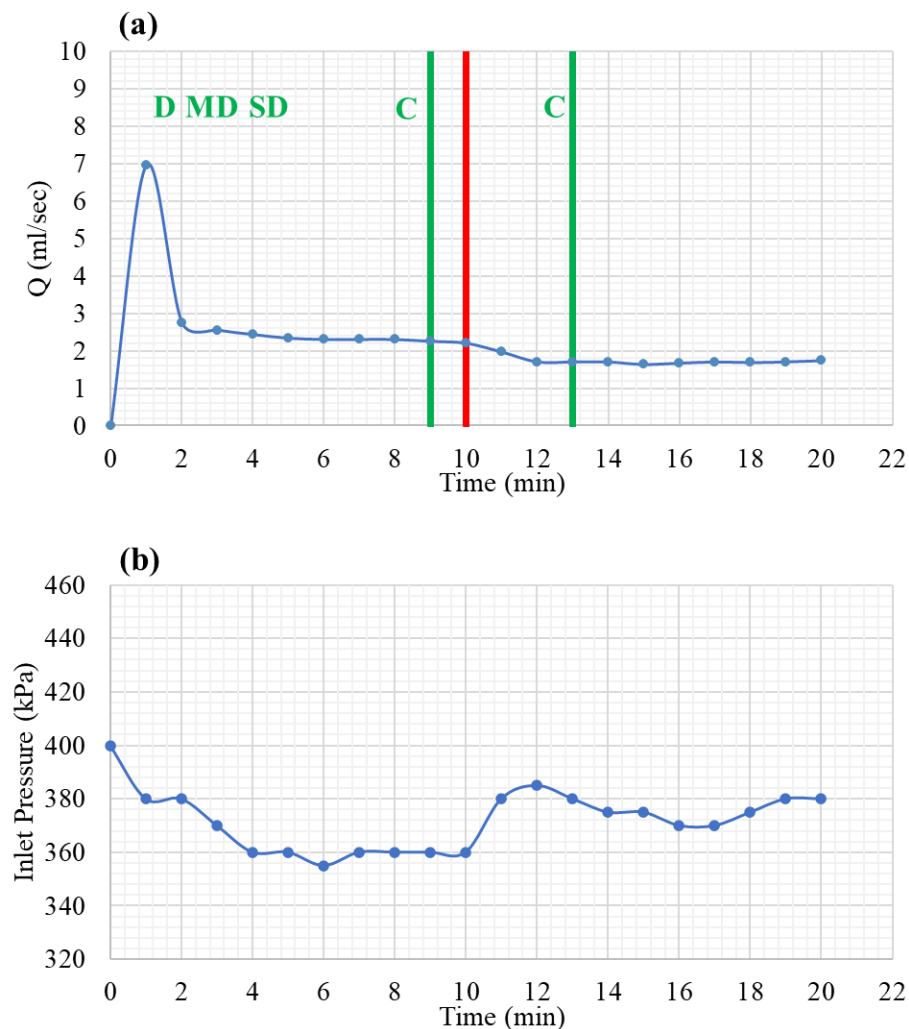 (a)
10
9
8
7
6
5
4
3
2
1
0
Q (ml/sec)
D MD SD
C
C
0 2 4 6 8 10 12 14 16 18 20 22
Time (min)
(b)
460
440
420
400
380
360
340
320
Inlet Pressure (kPa)
0 2 4 6 8 10 12 14 16 18 20 22
Time (min)